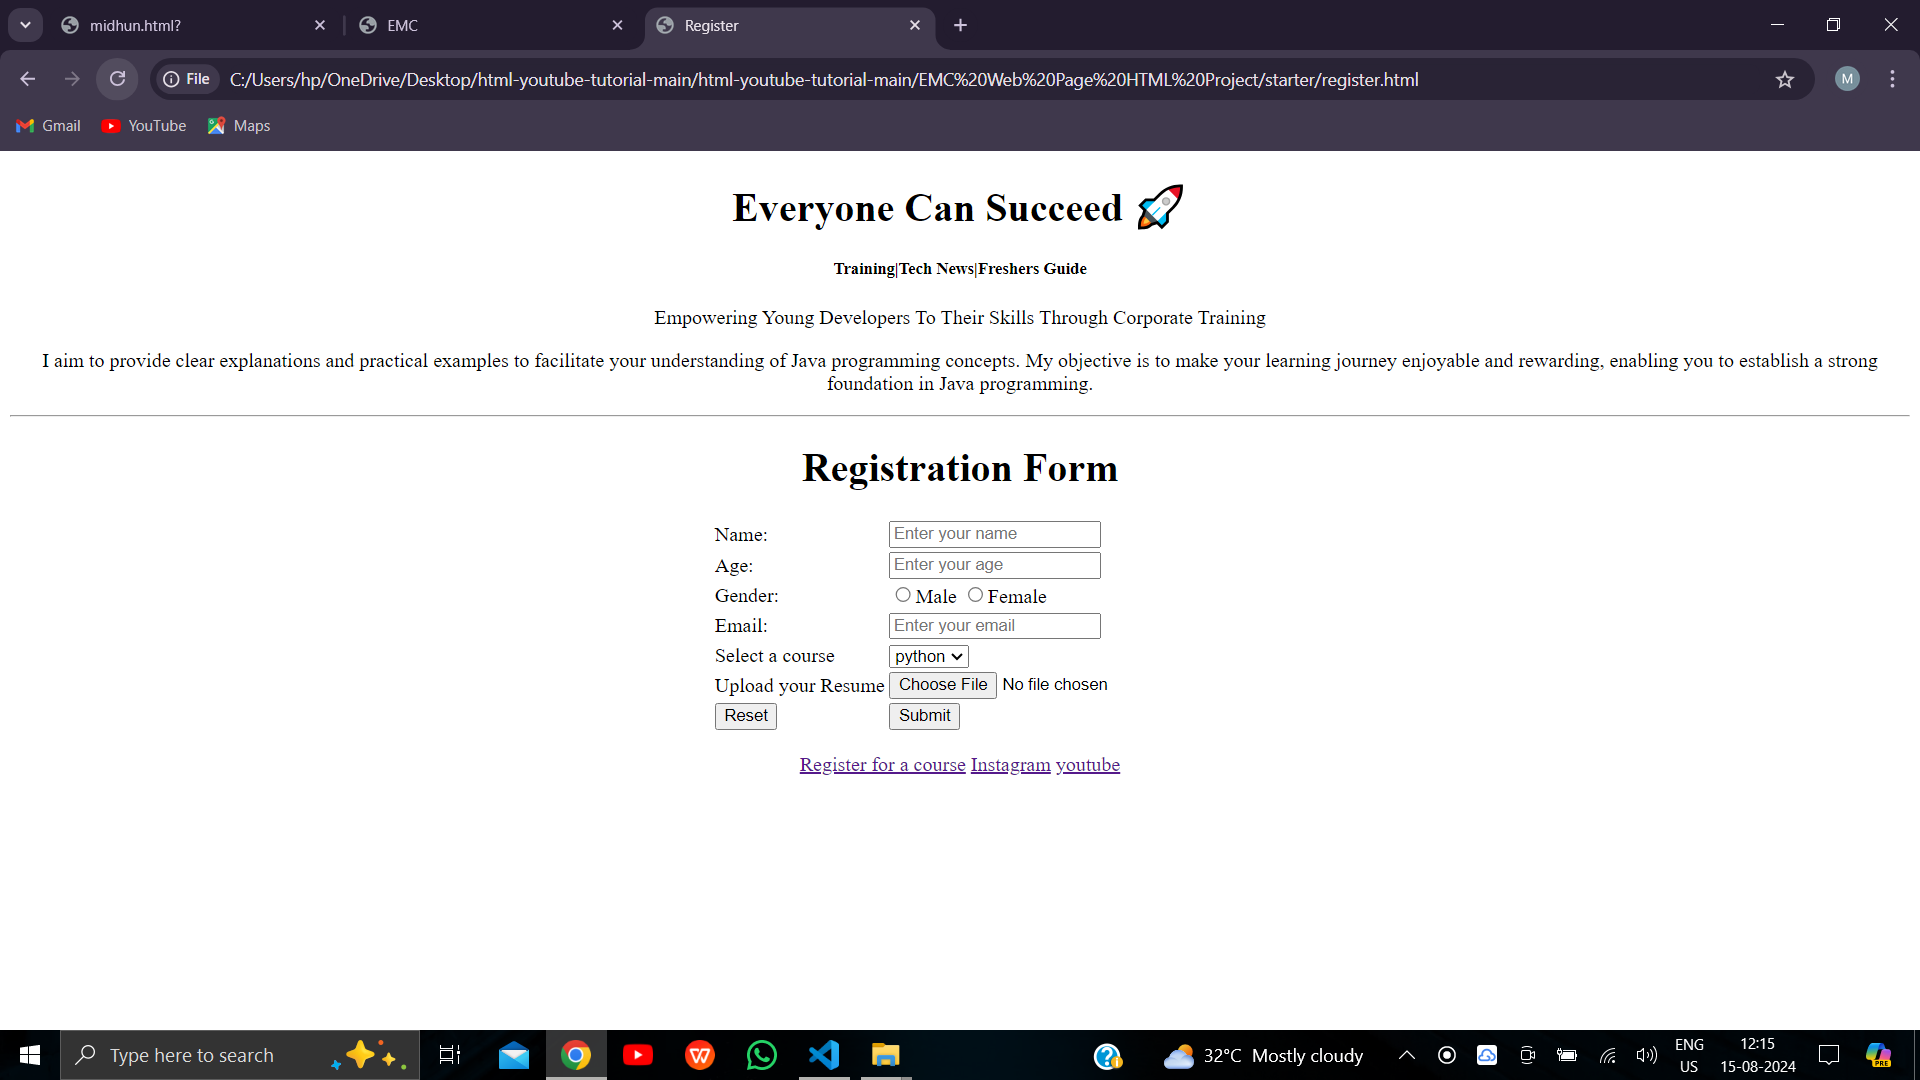 midhun.html?
EMC
Register
File
C:/Users/hp/OneDrive/Desktop/html-youtube-tutorial-main/html-youtube-tutorial-main/EMC%20Web%20Page%20HTML%20Project/starter/register.html
M
Gmail
YouTube
Maps
Everyone Can Succeed 🚀
Training|Tech News|Freshers Guide
Empowering Young Developers To Their Skills Through Corporate Training
I aim to provide clear explanations and practical examples to facilitate your understanding of Java programming concepts. My objective is to make your learning journey enjoyable and rewarding, enabling you to establish a strong
foundation in Java programming.
Registration Form
Name: Enter your name
Age: Enter your age
Gender: Male Female
Email: Enter your email
Select a course python
Upload your Resume Choose File No file chosen
Reset Submit
Register for a course Instagram youtube
Type here to search
32°C Mostly cloudy
ENG
US
12:15
15-08-2024
PRE